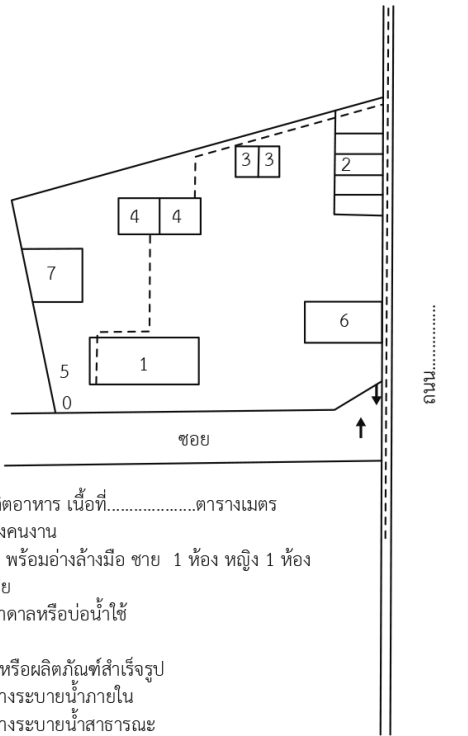 3 3
2
4 4
7
6
1
5
0
ซอย
ถนน...............
ตอาหาร เนื้อที่...................ตารางเมตร
งคนงาน
พร้อมอ่างล้างมือ ชาย 1 ห้อง หญิง 1 ห้อง
ย
าดาลหรือบ่อน้ำใช้
หรือผลิตภัณฑ์สำเร็จรูป
างระบายน้ำภายใน
างระบายน้ำสาธารณะ